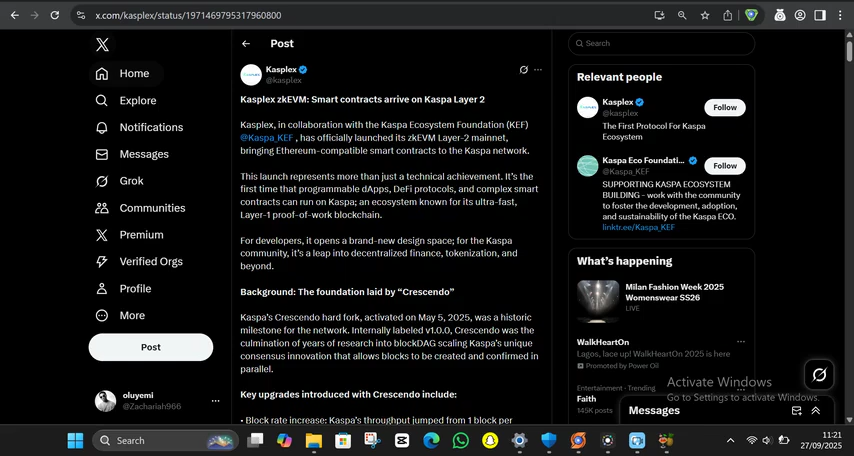 x.com/kasplex/status/1971469795317960800
Home
Explore
Notifications
Messages
Grok
Communities
Premium
Verified Orgs
Profile
More
Post
oluyemi
@Zachariah966
Post
Kasplex
@kasplex
Kasplex zkEVM: Smart contracts arrive on Kaspa Layer 2
Kasplex, in collaboration with the Kaspa Ecosystem Foundation (KEF)
@Kaspa_KEF , has officially launched its zkEVM Layer-2 mainnet,
bringing Ethereum-compatible smart contracts to the Kaspa network.
This launch represents more than just a technical achievement. It's the
first time that programmable dApps, DeFi protocols, and complex smart
contracts can run on Kaspa; an ecosystem known for its ultra-fast,
Layer-1 proof-of-work blockchain.
For developers, it opens a brand-new design space; for the Kaspa
community, it's a leap into decentralized finance, tokenization, and
beyond.
Background: The foundation laid by “Crescendo”
Kaspa's Crescendo hard fork, activated on May 5, 2025, was a historic
milestone for the network. Internally labeled v1.0.0, Crescendo was the
culmination of years of research into blockDAG scaling Kaspa's unique
consensus innovation that allows blocks to be created and confirmed in
parallel.
Key upgrades introduced with Crescendo include:
• Block rate increase: Kaspa's throughput jumped from 1 block per
Search
Relevant people
Kasplex
@kasplex
Follow
The First Protocol For Kaspa
Ecosystem
Kaspa Eco Foundati...
@Kaspa_KEF
Follow
SUPPORTING KASPA ECOSYSTEM
BUILDING – work with the community
to foster the development, adoption,
and sustainability of the Kaspa ECO.
linktr.ee/Kaspa_KEF
What's happening
Milan Fashion Week 2025
Womenswear SS26
LIVE
WalkHeartOn
Lagos, lace up! WalkHeartOn 2025 is here
Promoted by Power Oil
Entertainment · Trending
Faith
145K posts
Activate Windows
Go to Settings to activate Windows.
Messages
Search
11:21
27/09/2025